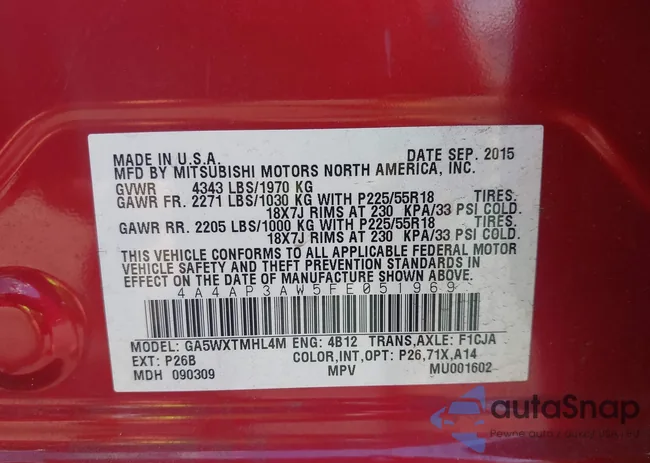 MADE IN U.S.A. DATE SEP. 2015
MFD BY MITSUBISHI MOTORS NORTH AMERICA, INC.
GVWR 4343 LBS/1970 KG
GAWR FR. 2271 LBS/1030 KG WITH P225/55R18 TIRES.
18X7J RIMS AT 230 KPA/33 PSI COLD.
GAWR RR. 2205 LBS/1000 KG WITH P225/55R18 TIRES.
18X7J RIMS AT 230 KPA/33 PSI COLD.
THIS VEHICLE CONFORMS TO ALL APPLICABLE FEDERAL MOTOR
VEHICLE SAFETY AND THEFT PREVENTION STANDARDS IN
EFFECT ON THE DATE OF MANUFACTURE SHOWN ABOVE.
4A4AP3AW5FE051969
MODEL: GA5WXTMHL4M ENG: 4B12 TRANS,AXLE: F1CJA
EXT: P26B COLOR,INT,OPT: P26,71X,A14
MDH 090309 MPV MU001602
autaSnap
Pewne auto z USA